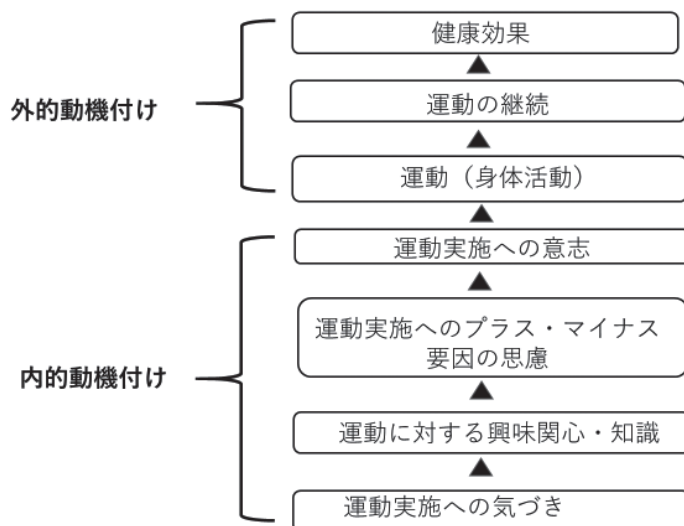 健康効果
外的動機付け
運動の継続
運動（身体活動）
運動実施への意志
運動実施へのプラス・マイナス
要因の思慮
内的動機付け
運動に対する興味関心・知識
運動実施への気づき